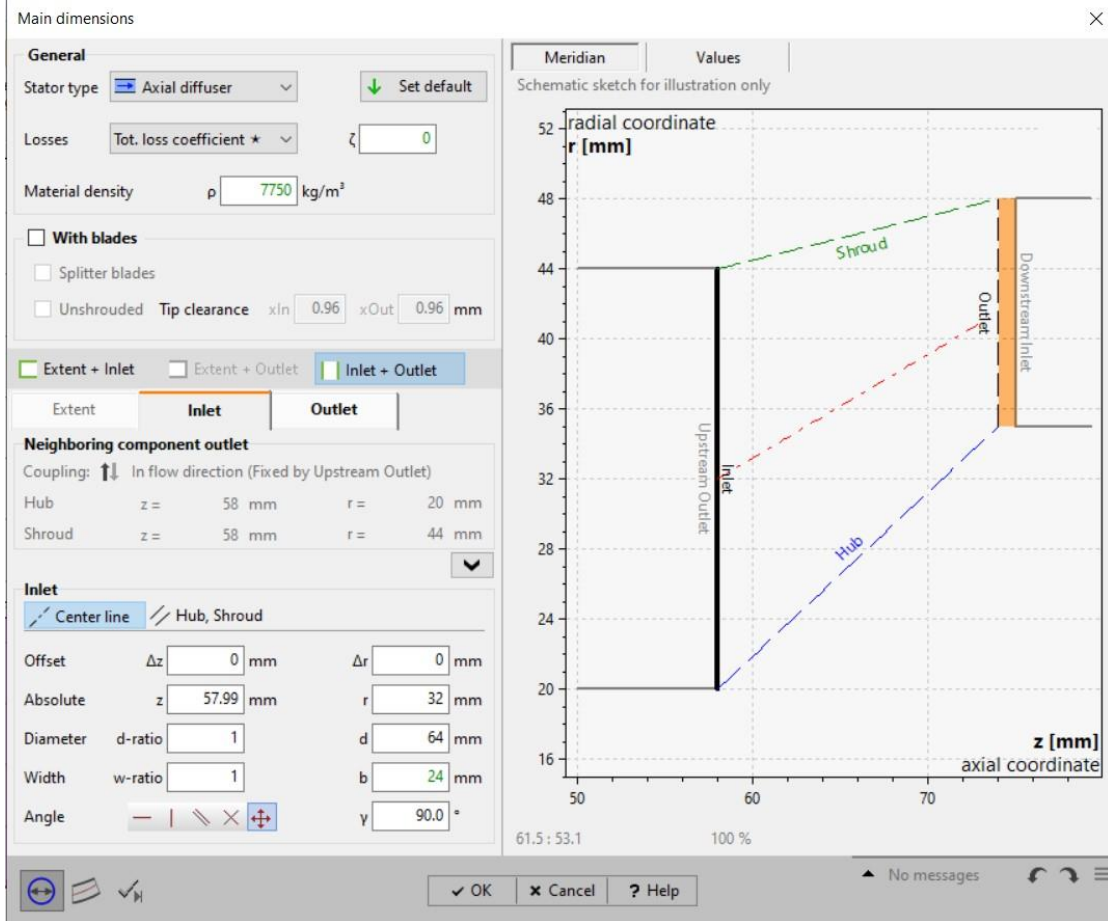 Main dimensions
General
Stator type Axial diffuser Set default
Losses Tot. loss coefficient ★ ζ 0
Material density ρ 7750 kg/m³
With blades
Splitter blades
Unshrouded Tip clearance xIn 0.96 xOut 0.96 mm
Extent + Inlet Extent + Outlet Inlet + Outlet
Extent Inlet Outlet
Neighboring component outlet
Coupling: In flow direction (Fixed by Upstream Outlet)
Hub z = 58 mm r = 20 mm
Shroud z = 58 mm r = 44 mm
Inlet
Center line Hub, Shroud
Offset Δz 0 mm Δr 0 mm
Absolute z 57.99 mm r 32 mm
Diameter d-ratio 1 d 64 mm
Width w-ratio 1 b 24 mm
Angle γ 90.0 °
Meridian Values
Schematic sketch for illustration only
radial coordinate
r [mm]
52
48
44
40
36
32
28
24
20
16
Shroud
Outlet
Downstream Inlet
Upstream Outlet
Inlet
Hub
z [mm]
axial coordinate
50 60 70
61.5 : 53.1 100 %
No messages
OK Cancel ? Help